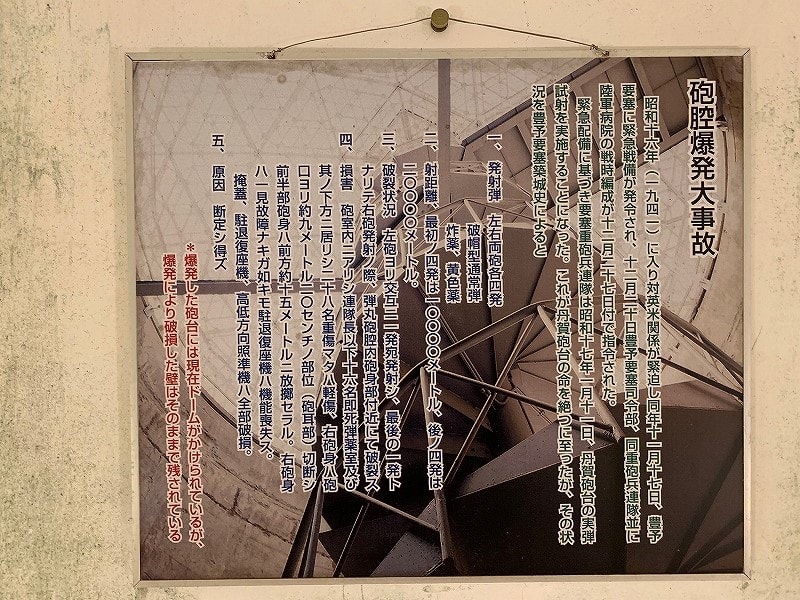 砲腔爆発大事故
昭和十六年（一九四一）に入り対英米関係が緊迫し同年十一月十七日、豊予
要塞に緊急戦備が発令され、十二月二十日豊予要塞司令部、同重砲兵連隊並に
陸軍病院の戦時編成が十二月二十七日付で指令された。
緊急配備に基づき要塞重砲兵連隊は昭和十七年一月十一日、丹賀砲台の実弾
試射を実施することになった。これが丹賀砲台の命を絶つに至ったが、その状
況を豊予要塞築城史によると
一、発射弾　左右両砲各四発
破帽型通常弾
炸薬、黄色薬
二、射距離、最初ノ四発は一〇〇〇〇メートル、後ノ四発は
二〇〇〇〇メートル。
三、破裂状況　左砲ヨリ交互ニ一発宛発射シ、最後の一発ト
ナリテ右砲発射ノ際、弾丸砲腔内砲身部付近にて破裂ス
四、損害　砲室内ニアリシ連隊長以下十六名即死弾薬室及び
其ノ下方ニ居リシ二十八名重傷マタハ軽傷、右砲身ハ砲
口ヨリ約九メートル二〇センチノ部位（砲耳部）切断シ
前半部砲身ハ前方約十五メートルニ放擲セラル。右砲身
ハ一見故障ナキガ如キモ駐退復座機ハ機能喪失ス。
掩蓋、駐退復座機、高低方向照準機ハ全部破損。
五、原因　断定シ得ズ
＊爆発した砲台には現在ドームがかけられているが、
爆発により破損した壁はそのままで残されている